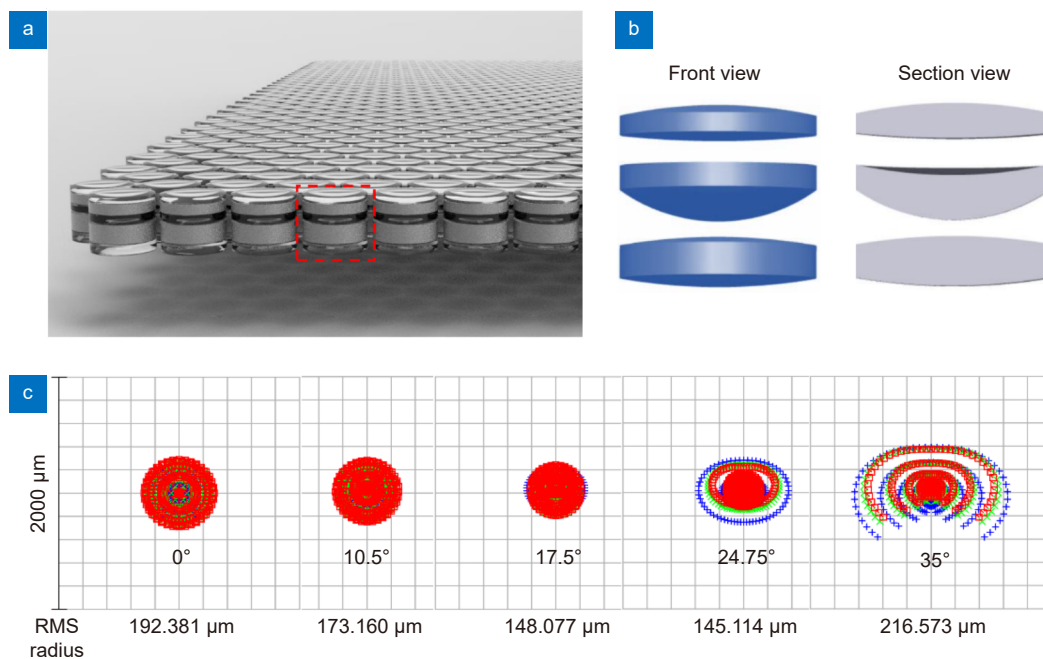 a
b
Front view
Section view
c
2000 µm
0°
10.5°
17.5°
24.75°
35°
RMS
radius
192.381 µm
173.160 µm
148.077 µm
145.114 µm
216.573 µm